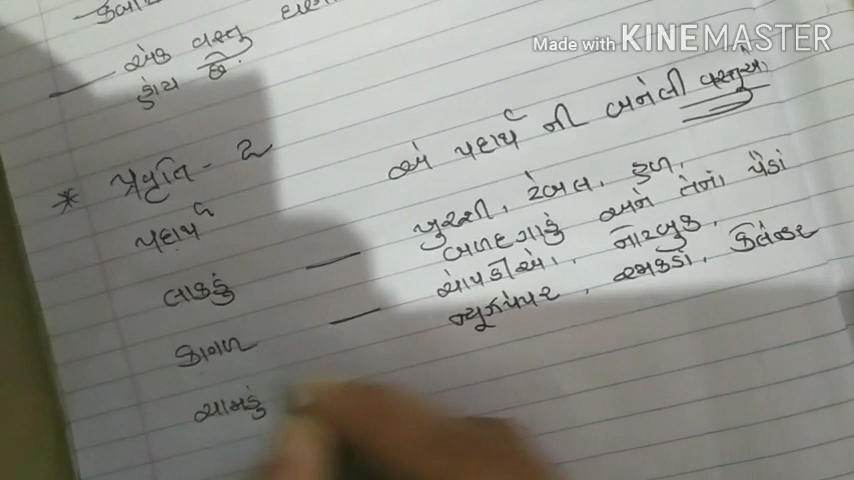 Made with KINEMASTER
એક વસ્તુ
હોય છે.
* પ્રવૃતિ - ૨
પદાર્થ એ પદાર્થ ની બનેલી વસ્તુઓ
લાકડું — ખુરશી, ટેબલ, હળ,
બળદગાડું અને તેનાં પૈડાં
કાગળ — ચોપડીઓ, નોટબુક,
ન્યૂઝપેપર, રમકડાં, કેલેન્ડર
ચામડું